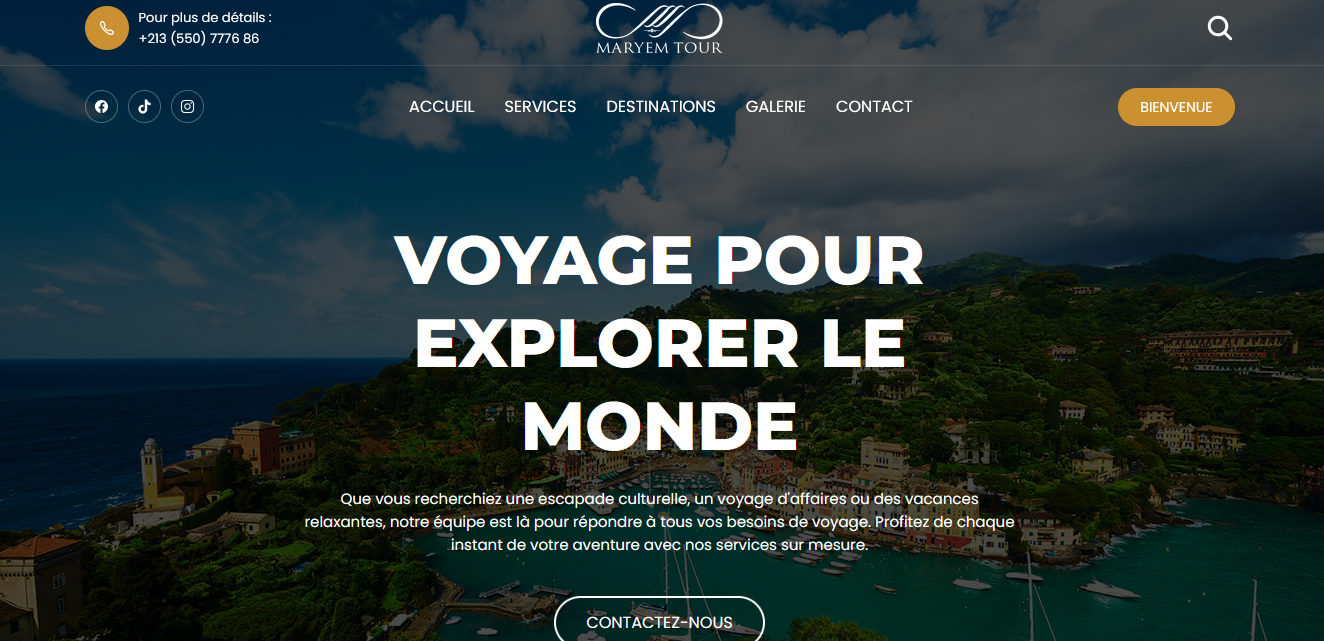 Pour plus de détails :
+213 (550) 7776 86
MARYEM TOUR
ACCUEIL SERVICES DESTINATIONS GALERIE CONTACT
BIENVENUE
VOYAGE POUR
EXPLORER LE
MONDE
Que vous recherchiez une escapade culturelle, un voyage d'affaires ou des vacances
relaxantes, notre équipe est là pour répondre à tous vos besoins de voyage. Profitez de chaque
instant de votre aventure avec nos services sur mesure.
CONTACTEZ-NOUS